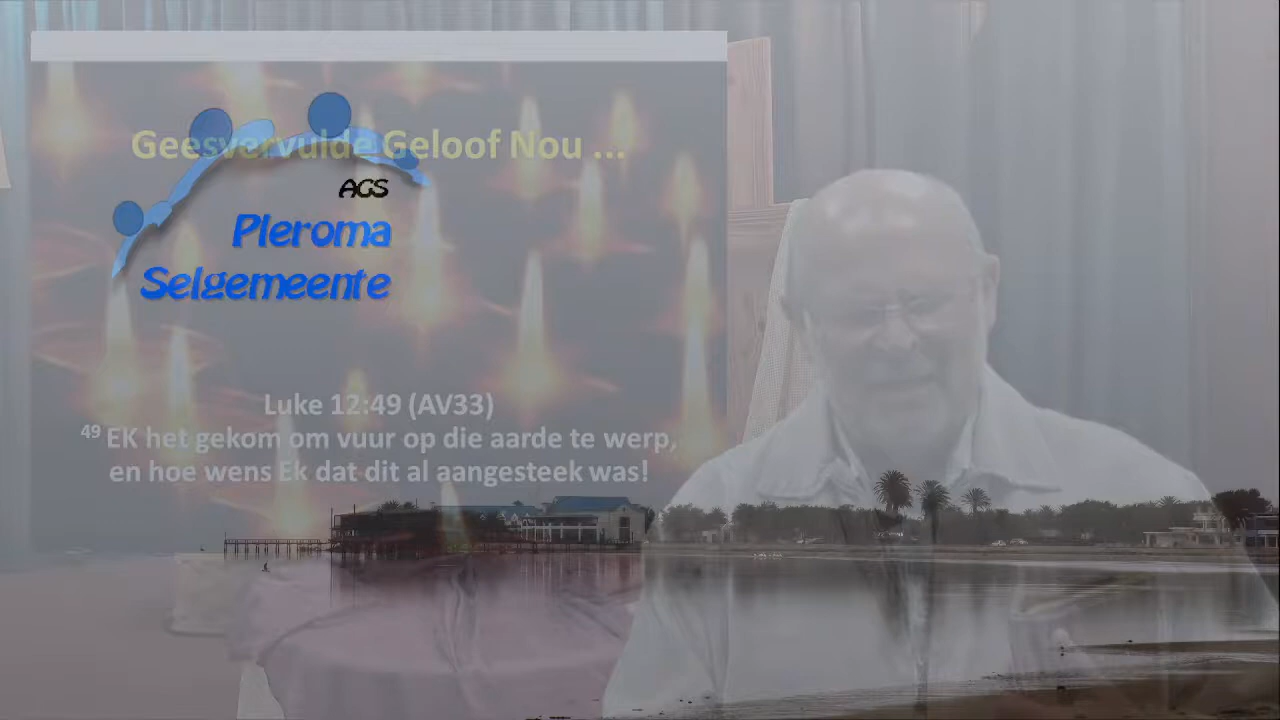 Geesvervulde Geloof Nou ...
AGS
Pleroma
Selgemeente
Luke 12:49 (AV33)
49 EK het gekom om vuur op die aarde te werp,
en hoe wens Ek dat dit al aangesteek was!